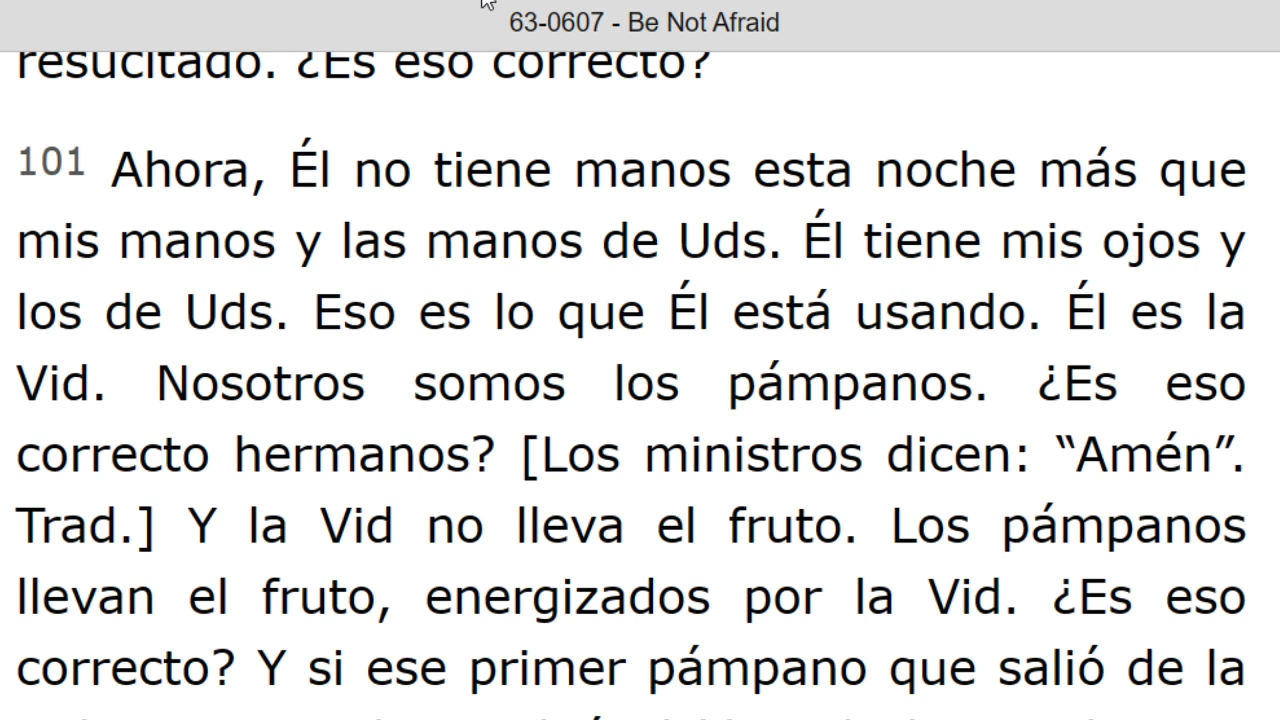 63-0607 - Be Not Afraid
resucitado. ¿Es eso correcto?
101 Ahora, Él no tiene manos esta noche más que
mis manos y las manos de Uds. Él tiene mis ojos y
los de Uds. Eso es lo que Él está usando. Él es la
Vid. Nosotros somos los pámpanos. ¿Es eso
correcto hermanos? [Los ministros dicen: “Amén”.
Trad.] Y la Vid no lleva el fruto. Los pámpanos
llevan el fruto, energizados por la Vid. ¿Es eso
correcto? Y si ese primer pámpano que salió de la